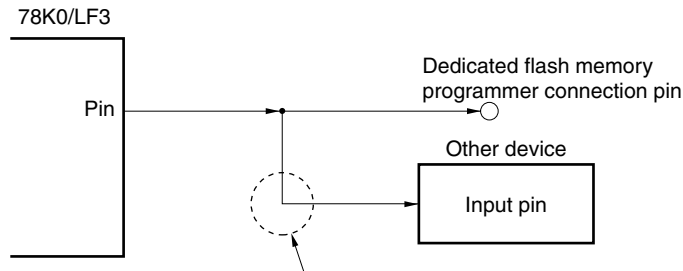 78K0/LF3
Dedicated flash memory
programmer connection pin
Pin
Other device
Input pin